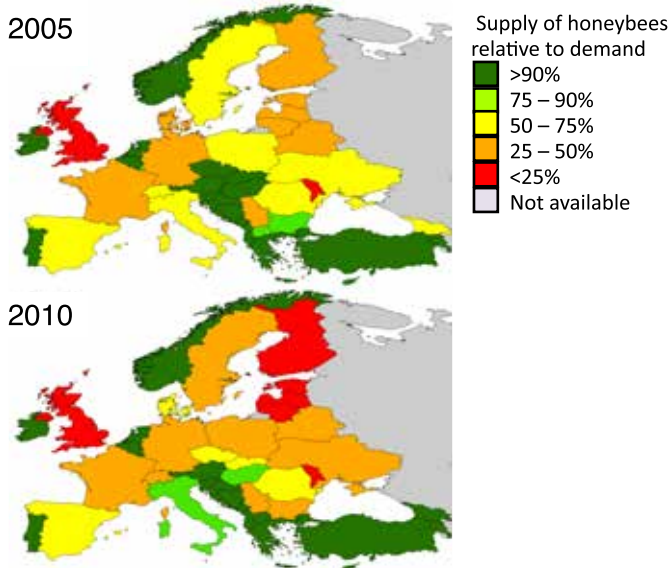 2005
Supply of honeybees
relative to demand
>90%
75 – 90%
50 – 75%
25 – 50%
<25%
Not available
2010